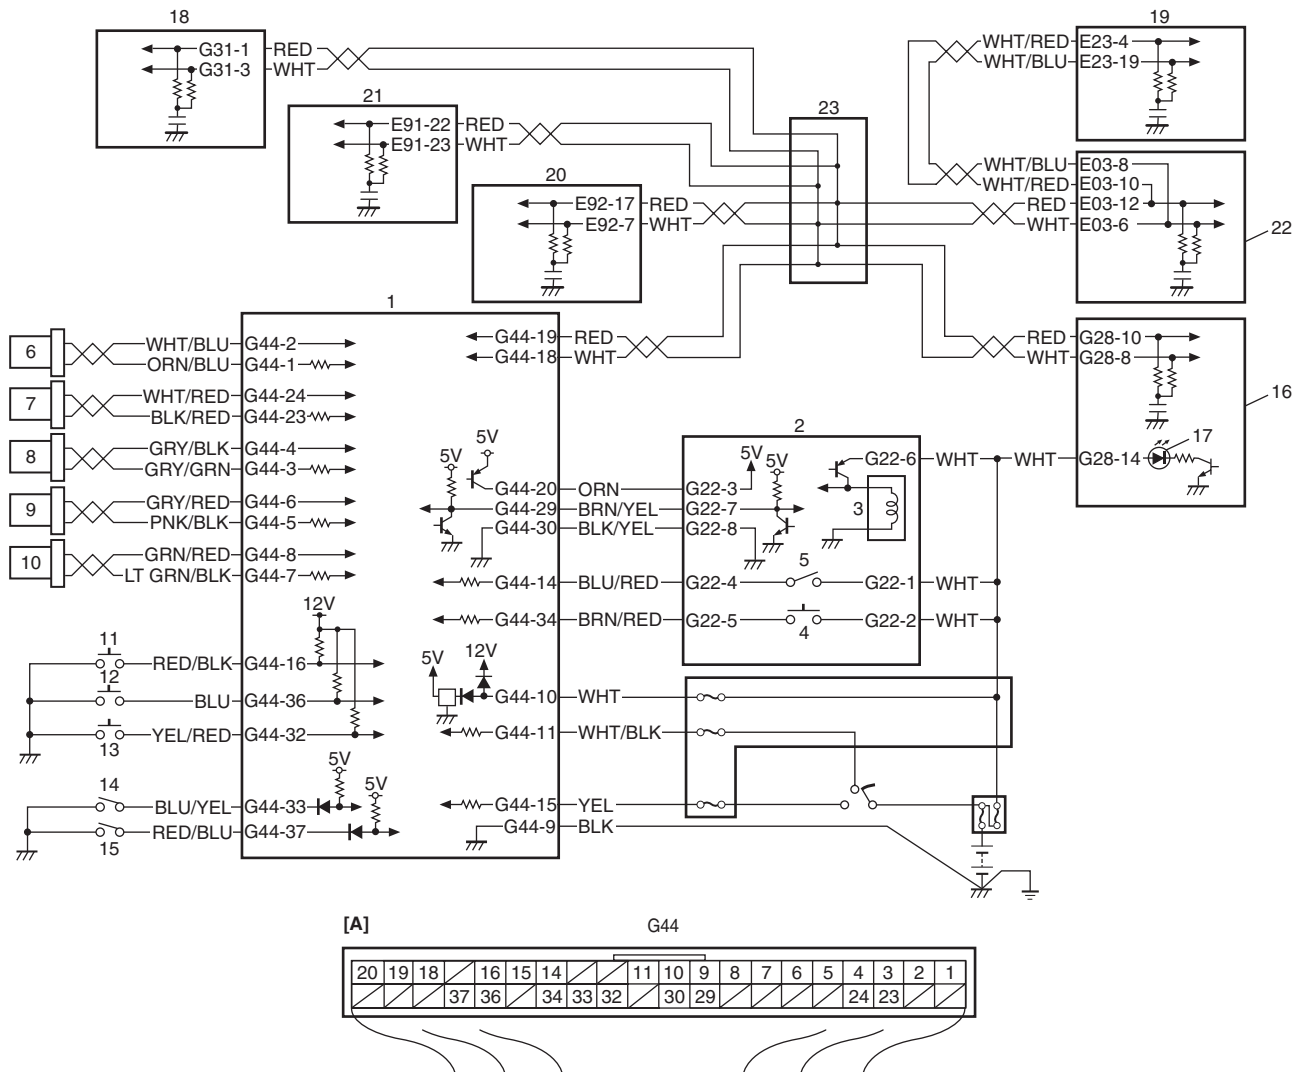 18
G31-1 RED
G31-3 WHT
19
WHT/RED E23-4
WHT/BLU E23-19
21
E91-22 RED
E91-23 WHT
23
20
E92-17 RED
E92-7 WHT
WHT/BLU E03-8
WHT/RED E03-10
RED E03-12
WHT E03-6
22
1
6
WHT/BLU G44-2
ORN/BLU G44-1
7
WHT/RED G44-24
BLK/RED G44-23
8
GRY/BLK G44-4
GRY/GRN G44-3
9
GRY/RED G44-6
PNK/BLK G44-5
10
GRN/RED G44-8
LT GRN/BLK G44-7
12V
11
RED/BLK G44-16
12
BLU G44-36
YEL/RED G44-32
13
5V
5V
14
BLU/YEL G44-33
RED/BLU G44-37
15
G44-19 RED
G44-18 WHT
5V
5V
G44-20 ORN
G44-29 BRN/YEL
G44-30 BLK/YEL
G44-14 BLU/RED
G44-34 BRN/RED
5V
12V
G44-10 WHT
G44-11 WHT/BLK
G44-15 YEL
G44-9 BLK
2
G22-3 5V 5V
G22-7
G22-8
3
G22-6 WHT
G22-4 5 G22-1 WHT
G22-5 4 G22-2 WHT
RED G28-10
WHT G28-8
16
17
WHT G28-14
[A] G44
20 19 18 16 15 14 11 10 9 8 7 6 5 4 3 2 1
37 36 34 33 32 30 29 24 23